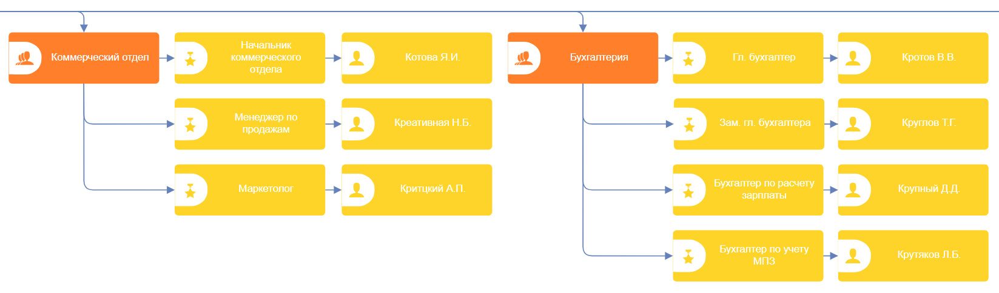 Коммерческий отдел
Начальник
коммерческого
отдела
Котова Я.И.
Менеджер по
продажам
Креативная Н.Б.
Маркетолог
Критцкий А.П.
Бухгалтерия
Гл. бухгалтер
Кротов В.В.
Зам. гл. бухгалтера
Круглов Т.Г.
Бухгалтер по расчету
зарплаты
Крупный Д.Д.
Бухгалтер по учету
МПЗ
Крутяков Л.Б.